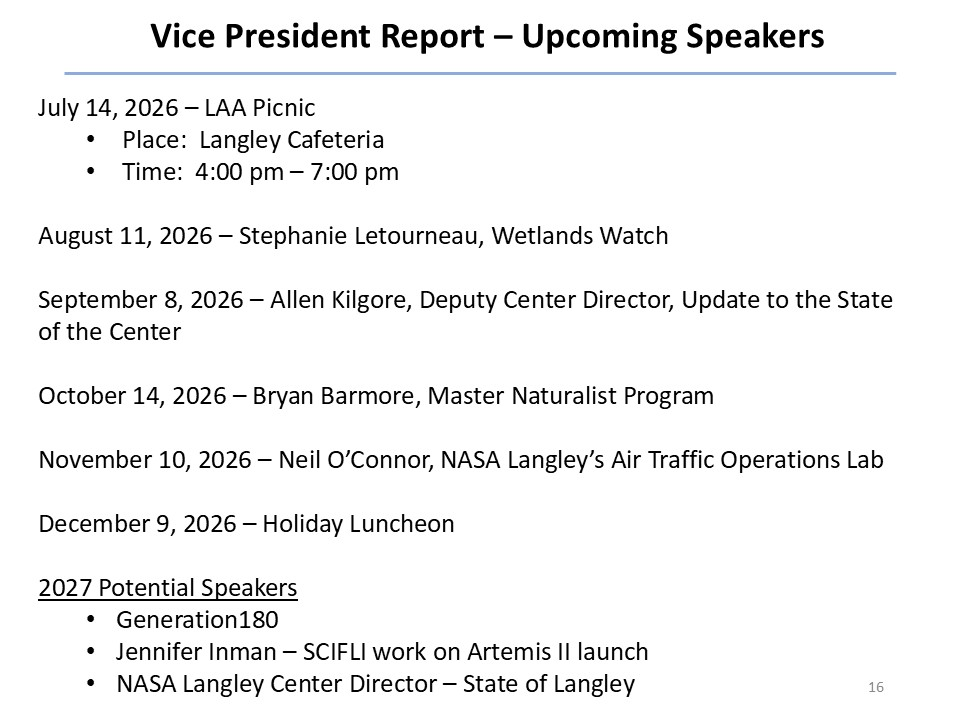 Vice President Report – Upcoming Speakers
July 14, 2026 – LAA Picnic
• Place: Langley Cafeteria
• Time: 4:00 pm – 7:00 pm
August 11, 2026 – Stephanie Letourneau, Wetlands Watch
September 8, 2026 – Allen Kilgore, Deputy Center Director, Update to the State
of the Center
October 14, 2026 – Bryan Barmore, Master Naturalist Program
November 10, 2026 – Neil O’Connor, NASA Langley’s Air Traffic Operations Lab
December 9, 2026 – Holiday Luncheon
2027 Potential Speakers
• Generation180
• Jennifer Inman – SCIFLI work on Artemis II launch
• NASA Langley Center Director – State of Langley
16